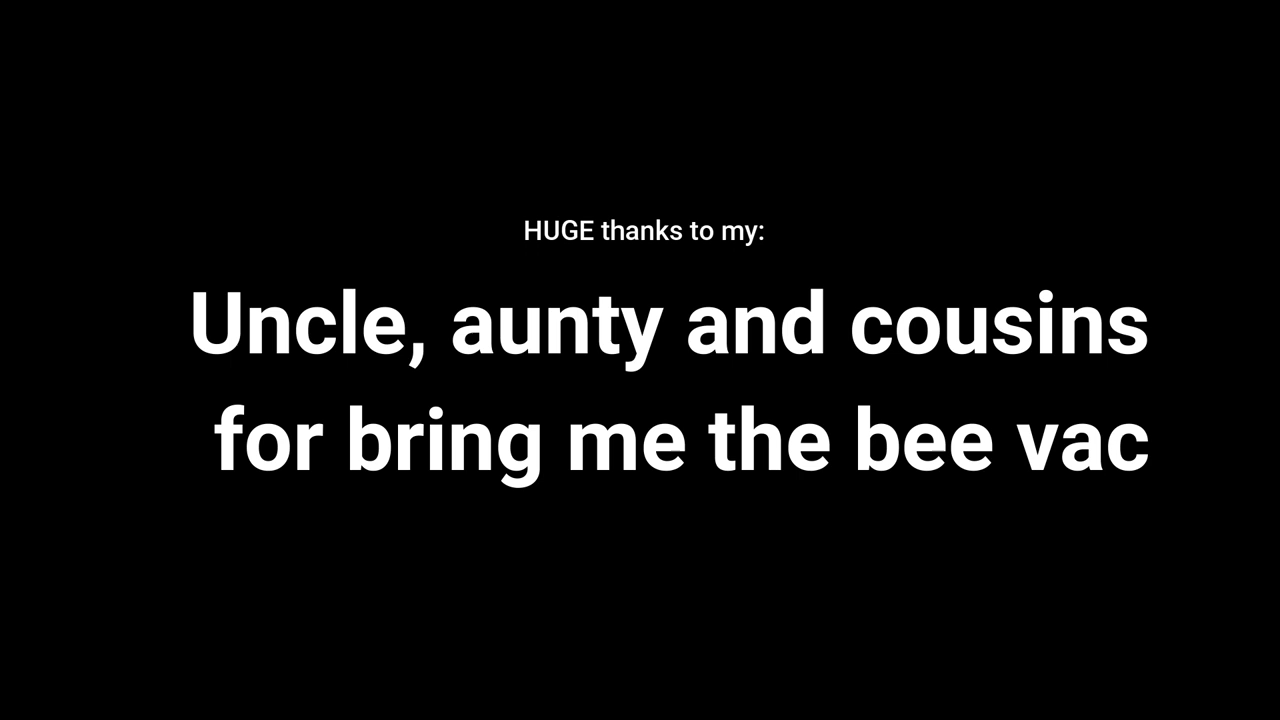 HUGE thanks to my:
Uncle, aunty and cousins
for bring me the bee vac